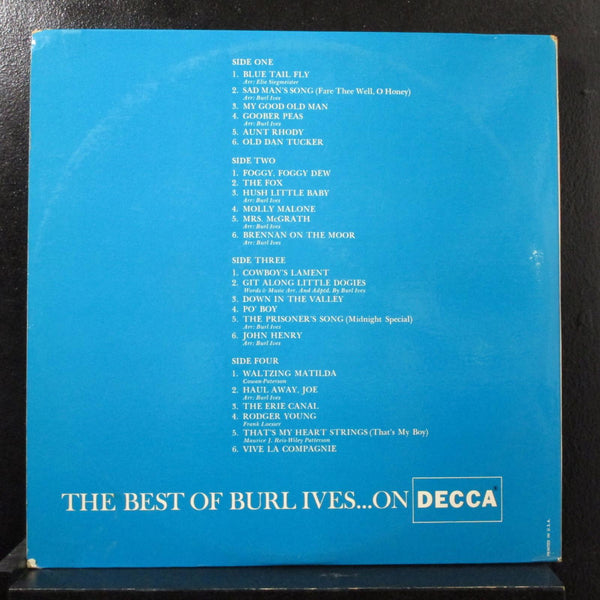 SIDE ONE
1. BLUE TAIL FLY
Arr: Elie Siegmeister
2. SAD MAN'S SONG (Fare Thee Well, O Honey)
Arr: Burl Ives
3. MY GOOD OLD MAN
4. GOOBER PEAS
Arr: Burl Ives
5. AUNT RHODY
6. OLD DAN TUCKER
SIDE TWO
1. FOGGY, FOGGY DEW
2. THE FOX
3. HUSH LITTLE BABY
Arr: Burl Ives
4. MOLLY MALONE
5. MRS. McGRATH
Arr: Burl Ives
6. BRENNAN ON THE MOOR
Arr: Burl Ives
SIDE THREE
1. COWBOY'S LAMENT
2. GIT ALONG LITTLE DOGIES
Words & Music Arr. And Adptd. By Burl Ives
3. DOWN IN THE VALLEY
4. PO' BOY
5. THE PRISONER'S SONG (Midnight Special)
Arr: Burl Ives
6. JOHN HENRY
Arr: Burl Ives
SIDE FOUR
1. WALTZING MATILDA
Cowan-Paterson
2. HAUL AWAY, JOE
Arr: Burl Ives
3. THE ERIE CANAL
4. RODGER YOUNG
Frank Loesser
5. THAT'S MY HEART STRINGS (That's My Boy)
Maurice J. Reis-Wiley Patterson
6. VIVE LA COMPAGNIE
THE BEST OF BURL IVES...ON DECCA®
PRINTED IN U.S.A.